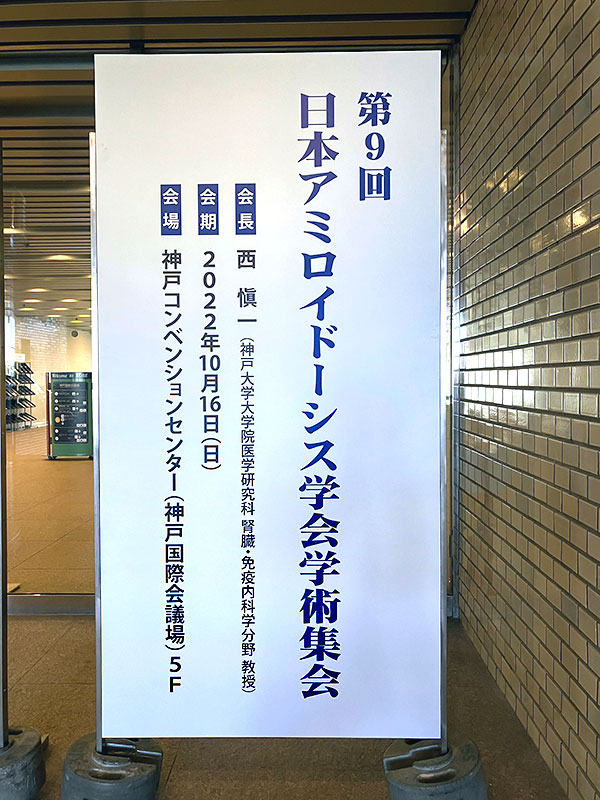 第9回
日本アミロイドーシス学会学術集会
会長 西 愼一(神戸大学大学院医学研究科 腎臓・免疫内科学分野 教授)
会期 2022年10月16日(日)
会場 神戸コンベンションセンター(神戸国際会議場)5F